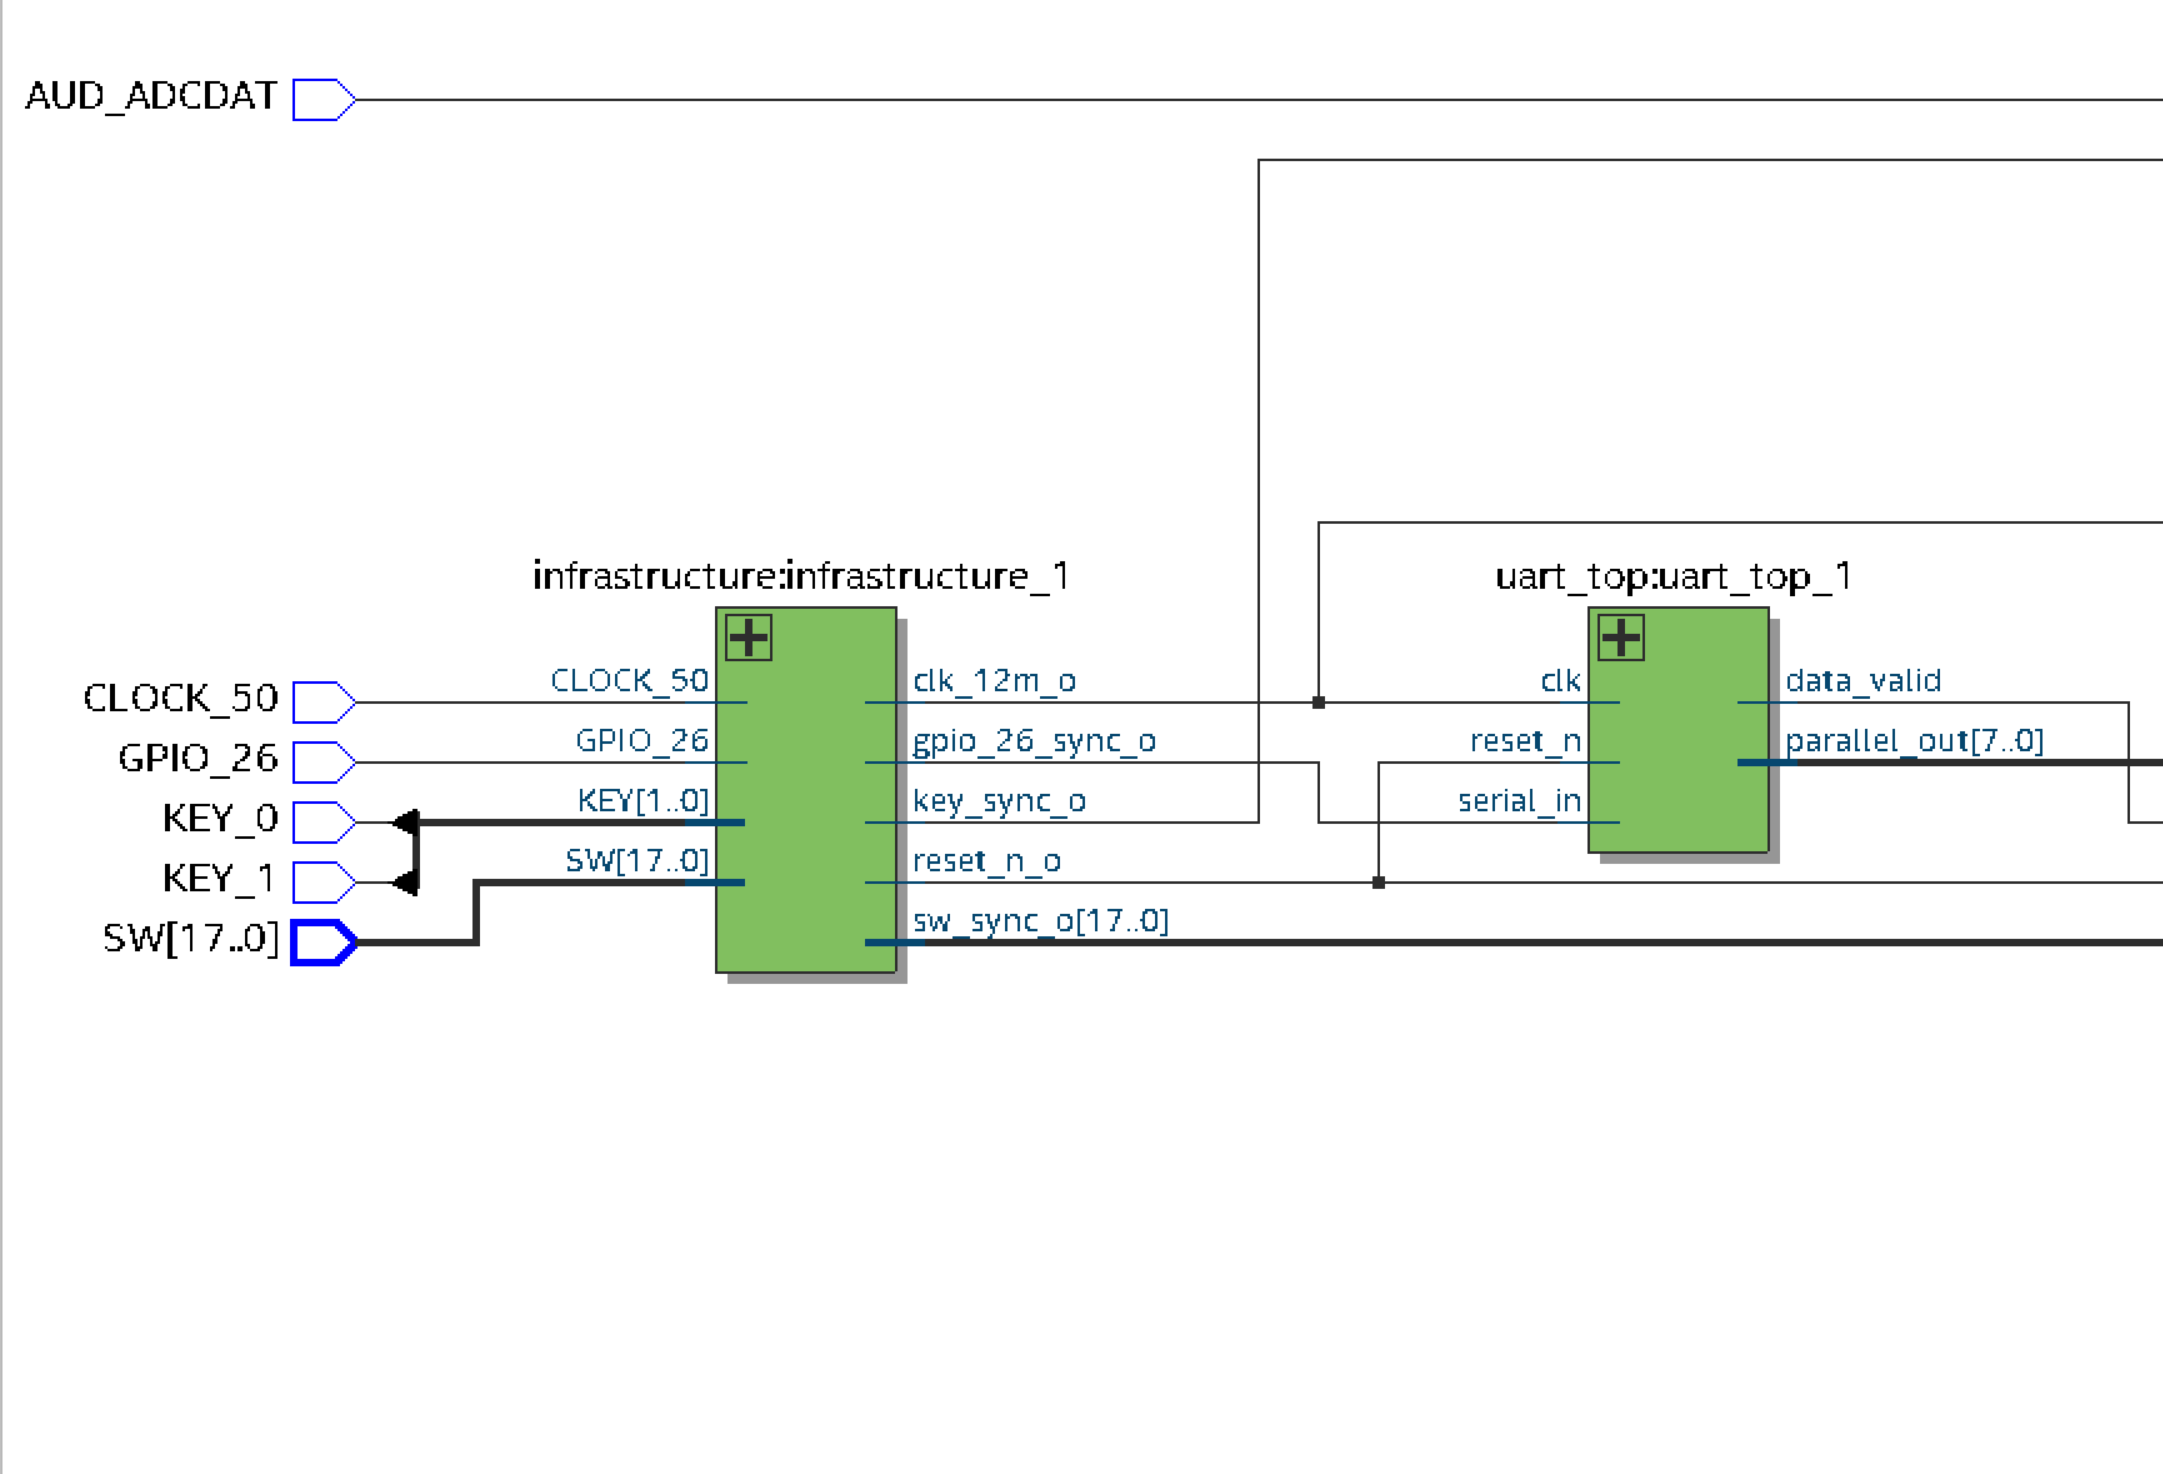 AUD_ADCDAT
infrastructure:infrastructure_1
uart_top:uart_top_1
CLOCK_50
CLOCK_50
clk_12m_o
clk
data_valid
GPIO_26
GPIO_26
gpio_26_sync_o
reset_n
parallel_out[7..0]
KEY_0
KEY[1..0]
key_sync_o
serial_in
KEY_1
SW[17..0]
reset_n_o
SW[17..0]
sw_sync_o[17..0]